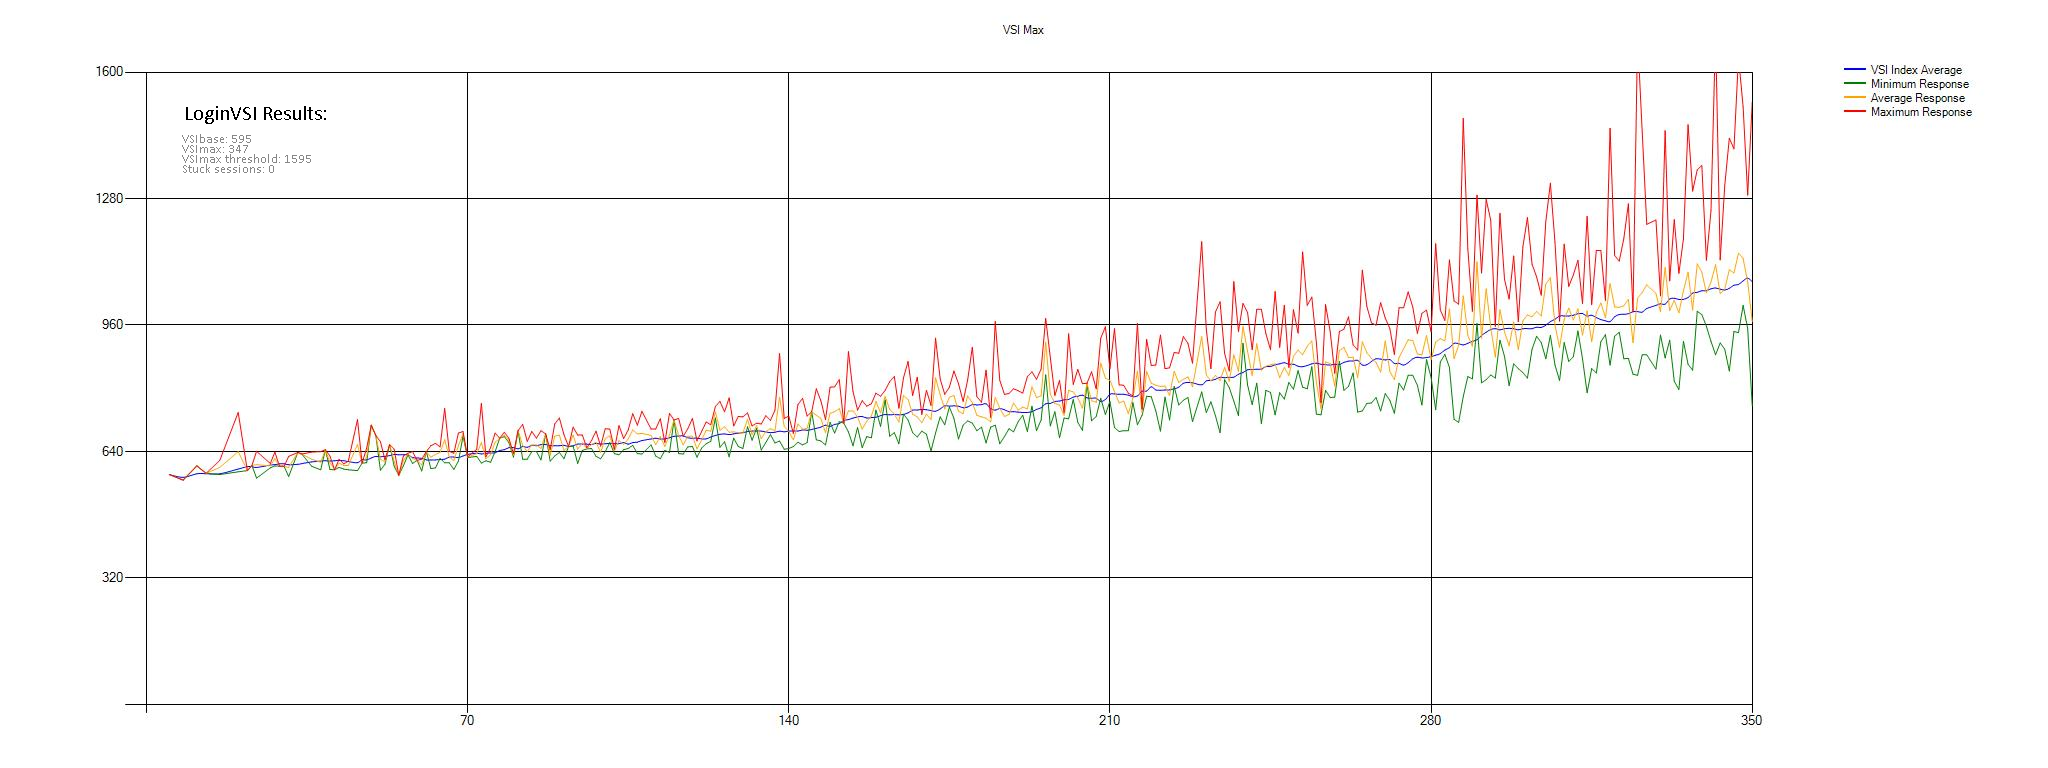 VSI Max
1600
1280
960
640
320
70
140
210
280
350
LoginVSI Results:
VSIbase: 595
VSImax: 347
VSImax threshold: 1595
Stuck sessions: 0
VSI Index Average
Minimum Response
Average Response
Maximum Response